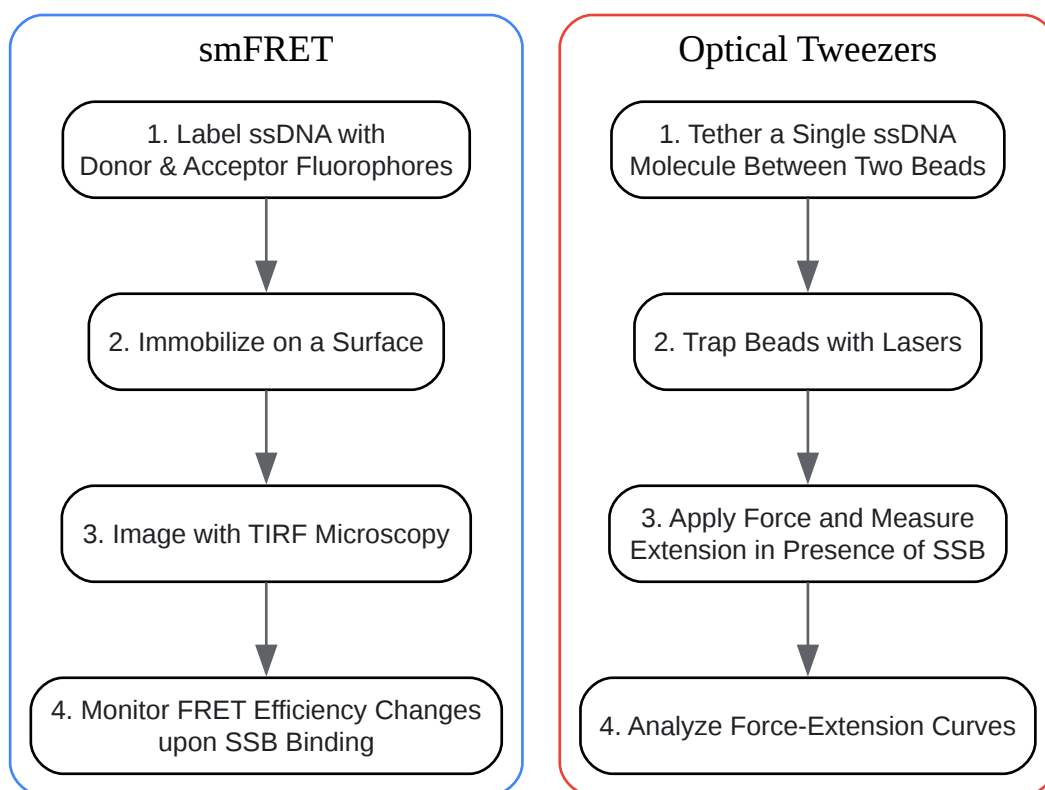 smFRET
1. Label ssDNA with
Donor & Acceptor Fluorophores
2. Immobilize on a Surface
3. Image with TIRF Microscopy
4. Monitor FRET Efficiency Changes
upon SSB Binding
Optical Tweezers
1. Tether a Single ssDNA
Molecule Between Two Beads
2. Trap Beads with Lasers
3. Apply Force and Measure
Extension in Presence of SSB
4. Analyze Force-Extension Curves